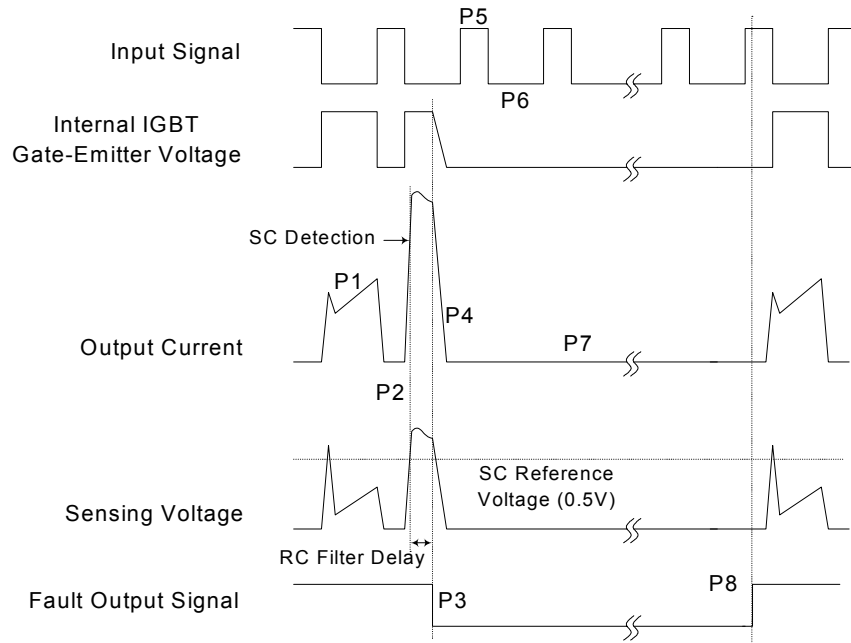 P5
Input Signal
P6
Internal IGBT
Gate-Emitter Voltage
SC Detection
P1
P4
Output Current
P7
P2
SC Reference
Voltage (0.5V)
Sensing Voltage
RC Filter Delay
P8
Fault Output Signal
P3